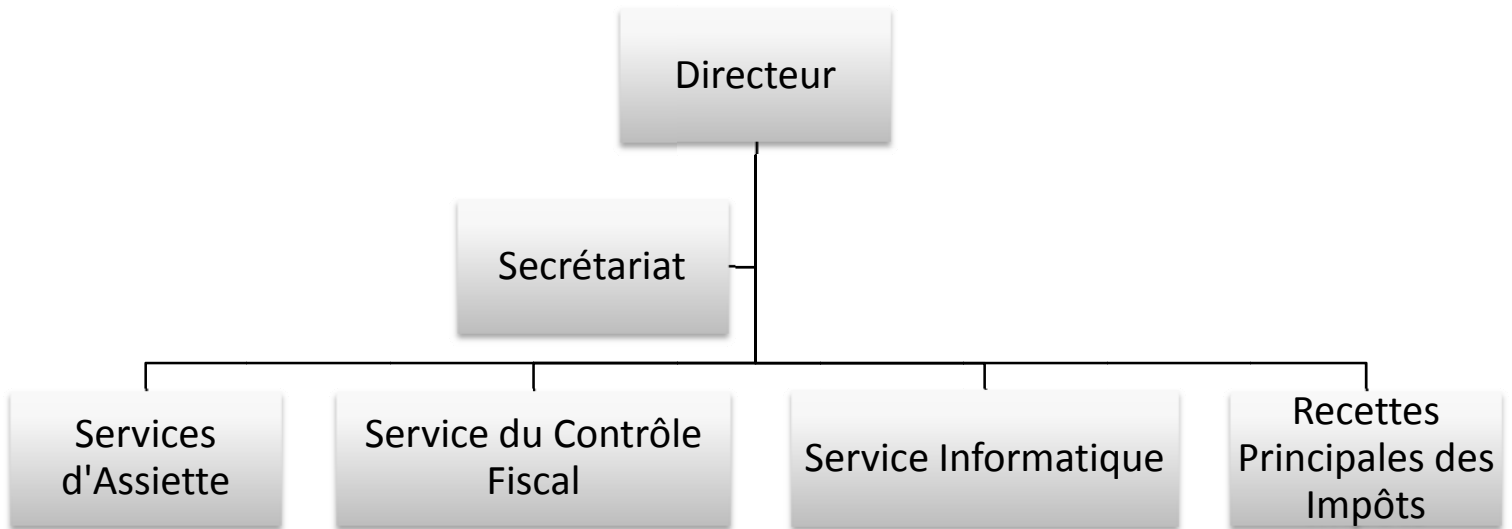 Directeur
Secrétariat
Services
d'Assiette
Service du Contrôle
Fiscal
Service Informatique
Recettes
Principales des
Impôts